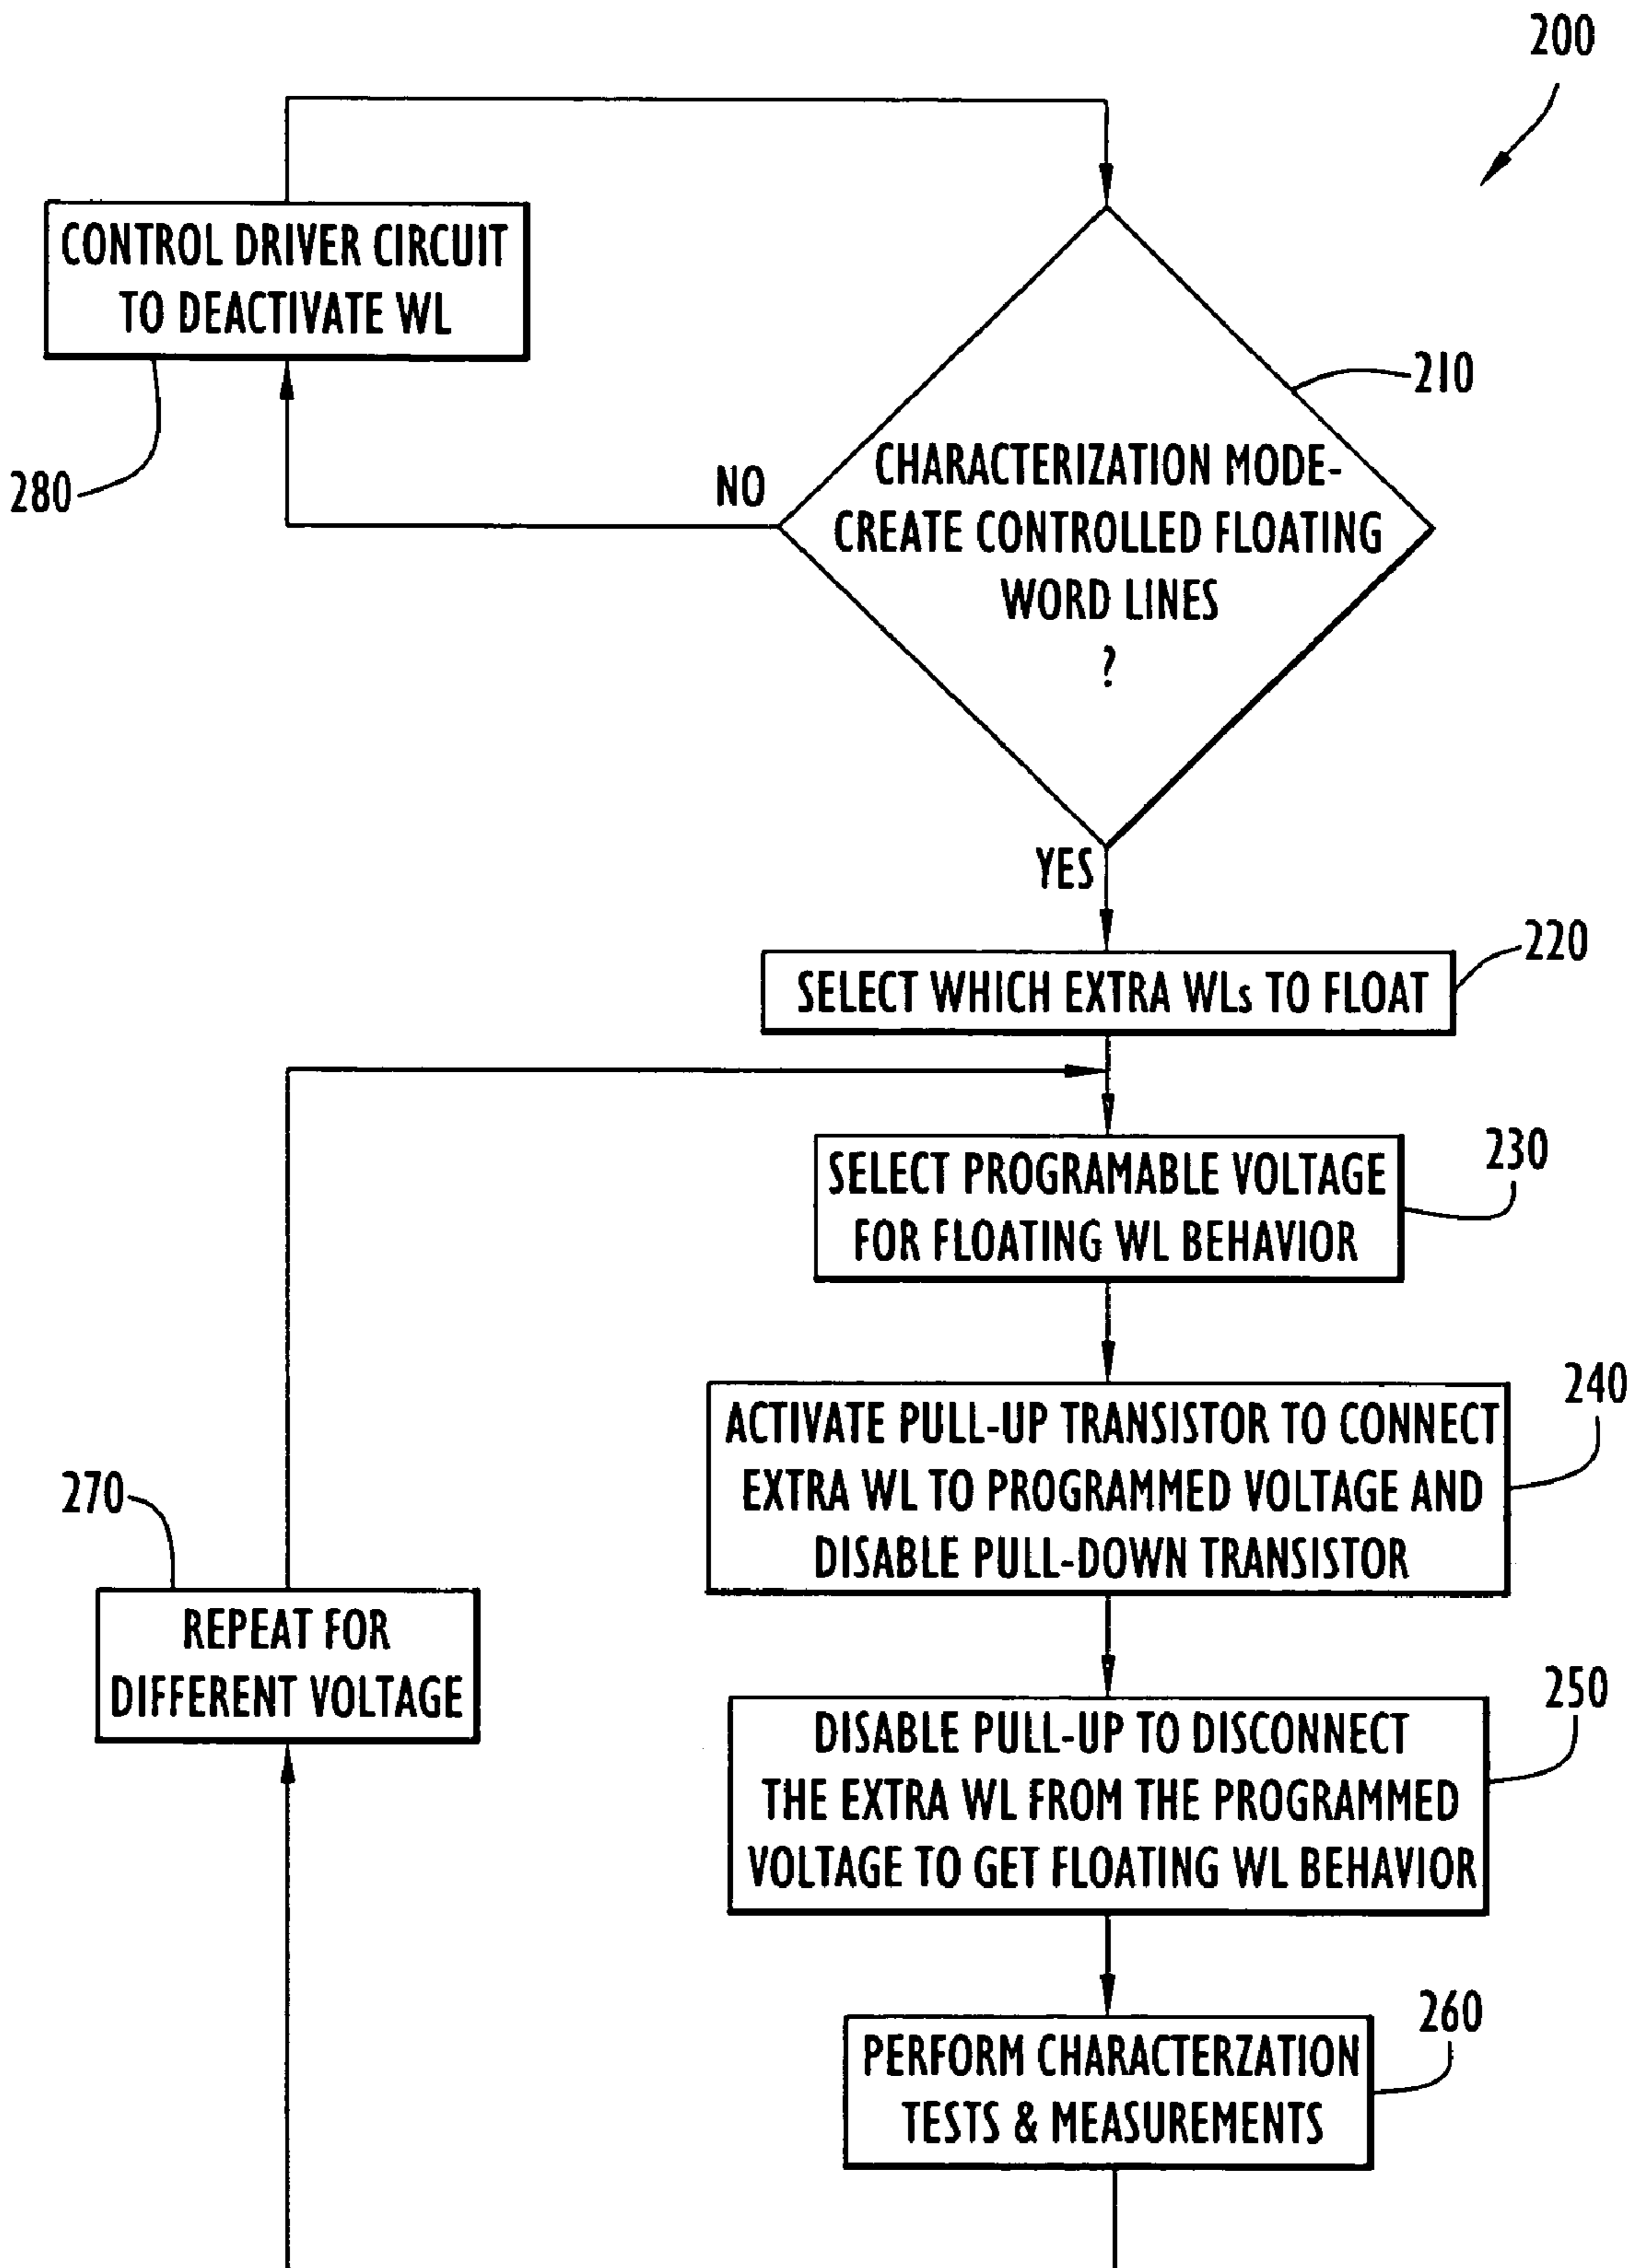 200
CONTROL DRIVER CIRCUIT
TO DEACTIVATE WL
280
210
NO
CHARACTERIZATION MODE-
CREATE CONTROLLED FLOATING
WORD LINES
?
YES
220
SELECT WHICH EXTRA WLs TO FLOAT
230
SELECT PROGRAMABLE VOLTAGE
FOR FLOATING WL BEHAVIOR
240
ACTIVATE PULL-UP TRANSISTOR TO CONNECT
EXTRA WL TO PROGRAMMED VOLTAGE AND
DISABLE PULL-DOWN TRANSISTOR
270
REPEAT FOR
DIFFERENT VOLTAGE
250
DISABLE PULL-UP TO DISCONNECT
THE EXTRA WL FROM THE PROGRAMMED
VOLTAGE TO GET FLOATING WL BEHAVIOR
260
PERFORM CHARACTERZATION
TESTS & MEASUREMENTS